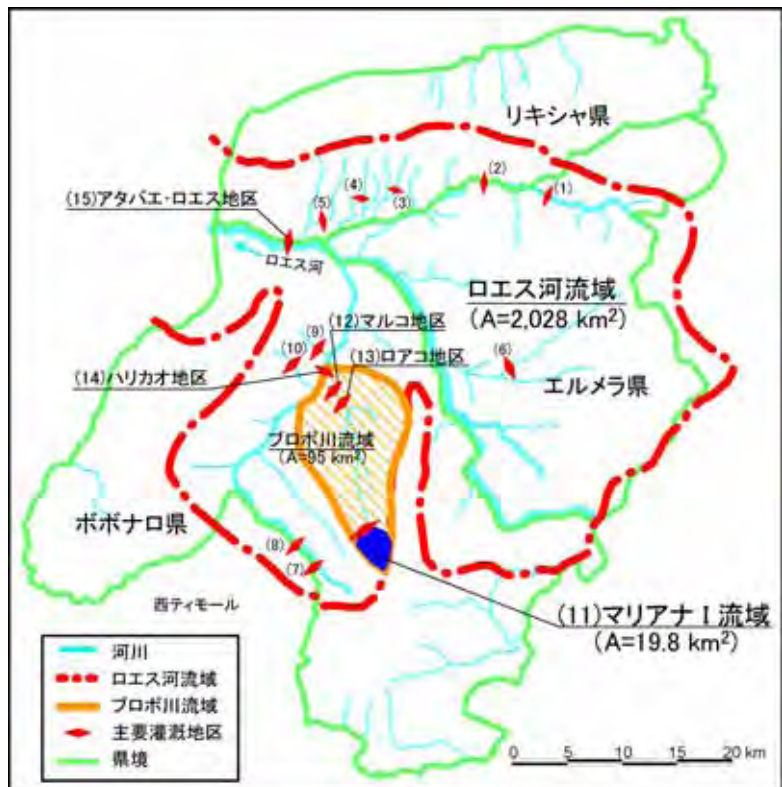 リキシャ県
(2)
(1)
(4)
(3)
(5)
(15)アタバエ・ロエス地区
ロエス河
ロエス河流域
(A=2,028 km²)
(12)マルコ地区
(9)
(13)ロアコ地区
(10)
(6)
(14)ハリカオ地区
エルメラ県
ブロボ川流域
(A=95 km²)
ボボナロ県
(8)
(7)
西ティモール
(11)マリアナ I 流域
(A=19.8 km²)
河川
ロエス河流域
ブロボ川流域
主要灌漑地区
県境
0 5 10 15 20 km